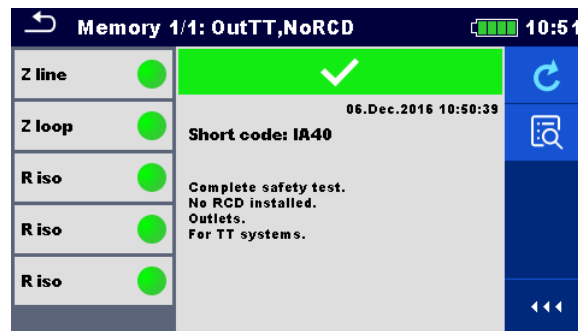 Memory 1/1: OutTT,NoRCD 10:51
Z line
Z loop
R iso
R iso
R iso
06.Dec.2016 10:50:39
Short code: IA40
Complete safety test.
No RCD installed.
Outlets.
For TT systems.